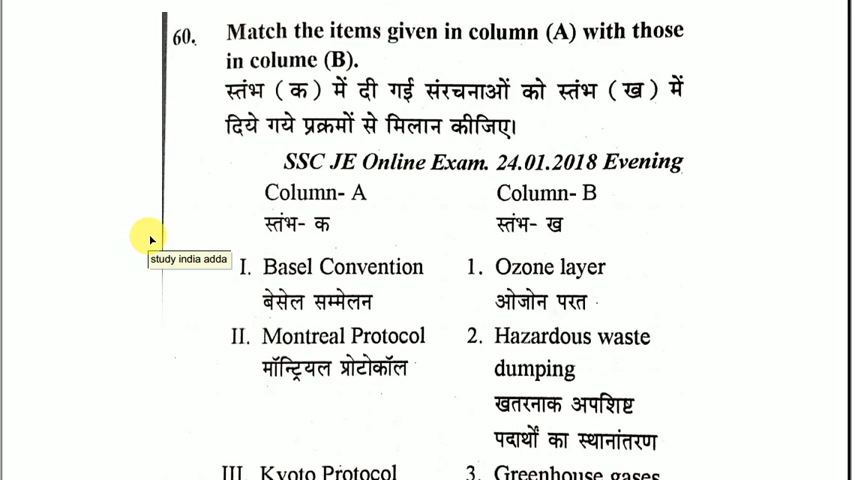 60. Match the items given in column (A) with those
in colume (B).
स्तंभ ( क ) में दी गई संरचनाओं को स्तंभ ( ख ) में
दिये गये प्रक्रमों से मिलान कीजिए।
SSC JE Online Exam. 24.01.2018 Evening
Column- A Column- B
स्तंभ- क स्तंभ- ख
study india adda
I. Basel Convention 1. Ozone layer
बेसेल सम्मेलन ओजोन परत
II. Montreal Protocol 2. Hazardous waste
मॉन्ट्रियल प्रोटोकॉल dumping
खतरनाक अपशिष्ट
पदार्थों का स्थानांतरण
III. Kyoto Protocol 3. Greenhouse gases